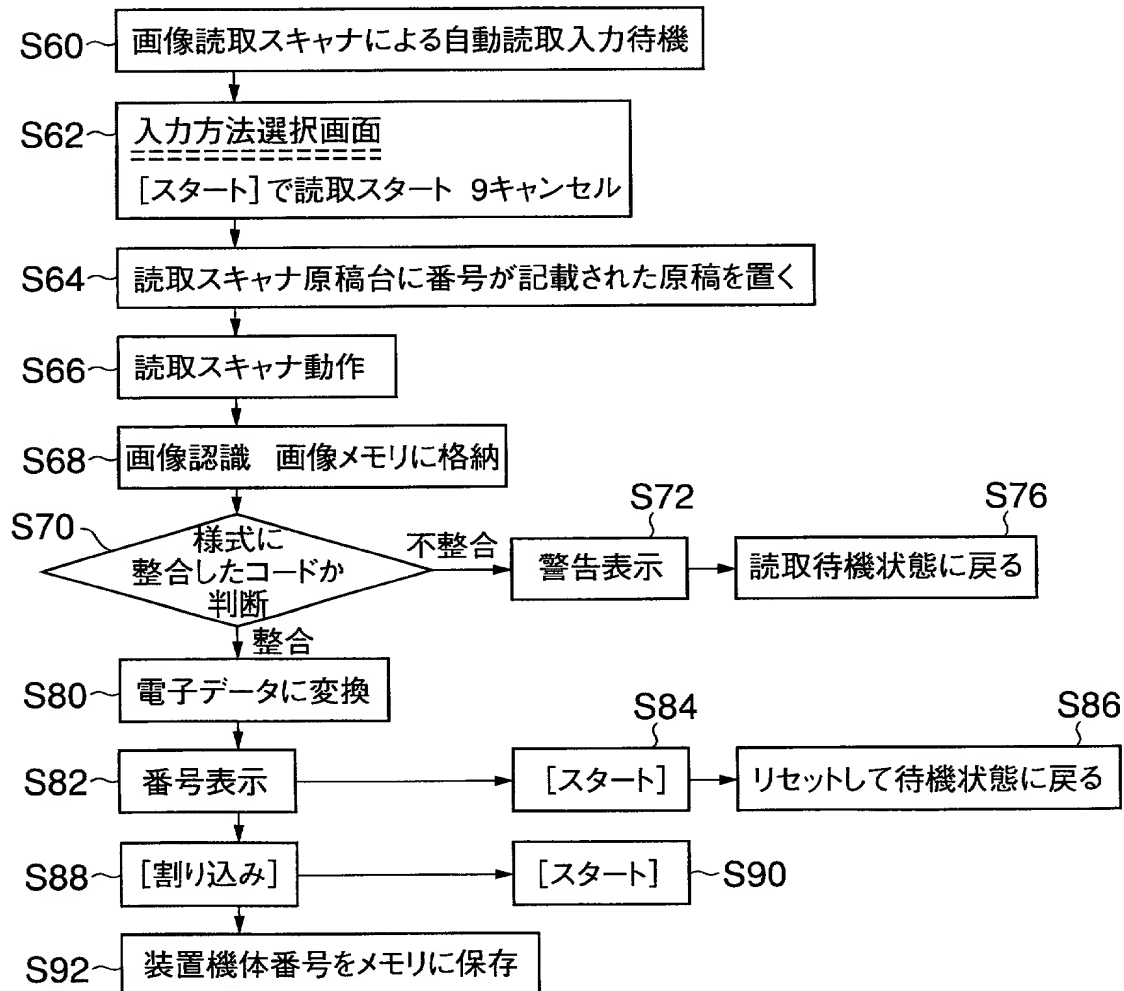 S60 画像読取スキャナによる自動読取入力待機
S62 入力方法選択画面
==============
[スタート]で読取スタート 9キャンセル
S64 読取スキャナ原稿台に番号が記載された原稿を置く
S66 読取スキャナ動作
S68 画像認識 画像メモリに格納
S70 様式に
整合したコードか
判断
不整合
S72 警告表示
S76 読取待機状態に戻る
整合
S80 電子データに変換
S82 番号表示
S84 [スタート]
S86 リセットして待機状態に戻る
S88 [割り込み]
[スタート] S90
S92 装置機体番号をメモリに保存